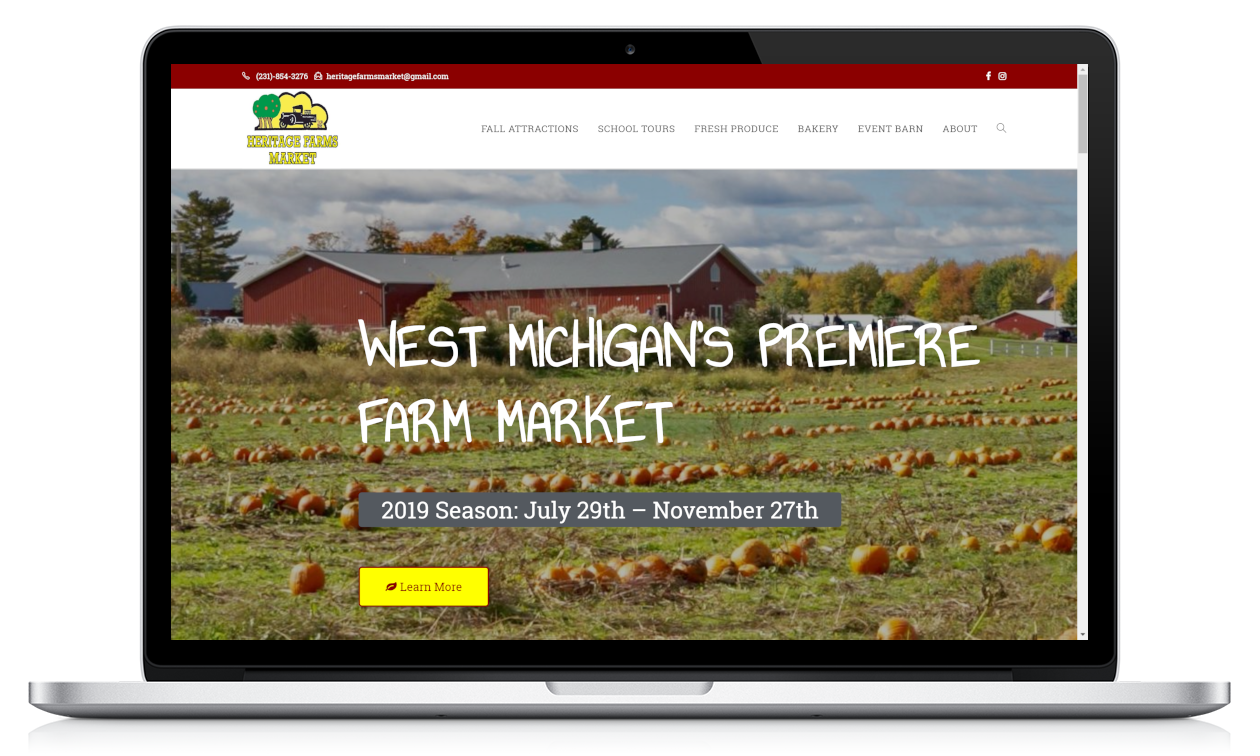 (231)-854-3276 heritagefarmsmarket@gmail.com
HERITAGE FARMS
MARKET
FALL ATTRACTIONS SCHOOL TOURS FRESH PRODUCE BAKERY EVENT BARN ABOUT
WEST MICHIGAN'S PREMIERE
FARM MARKET
2019 Season: July 29th – November 27th
Learn More